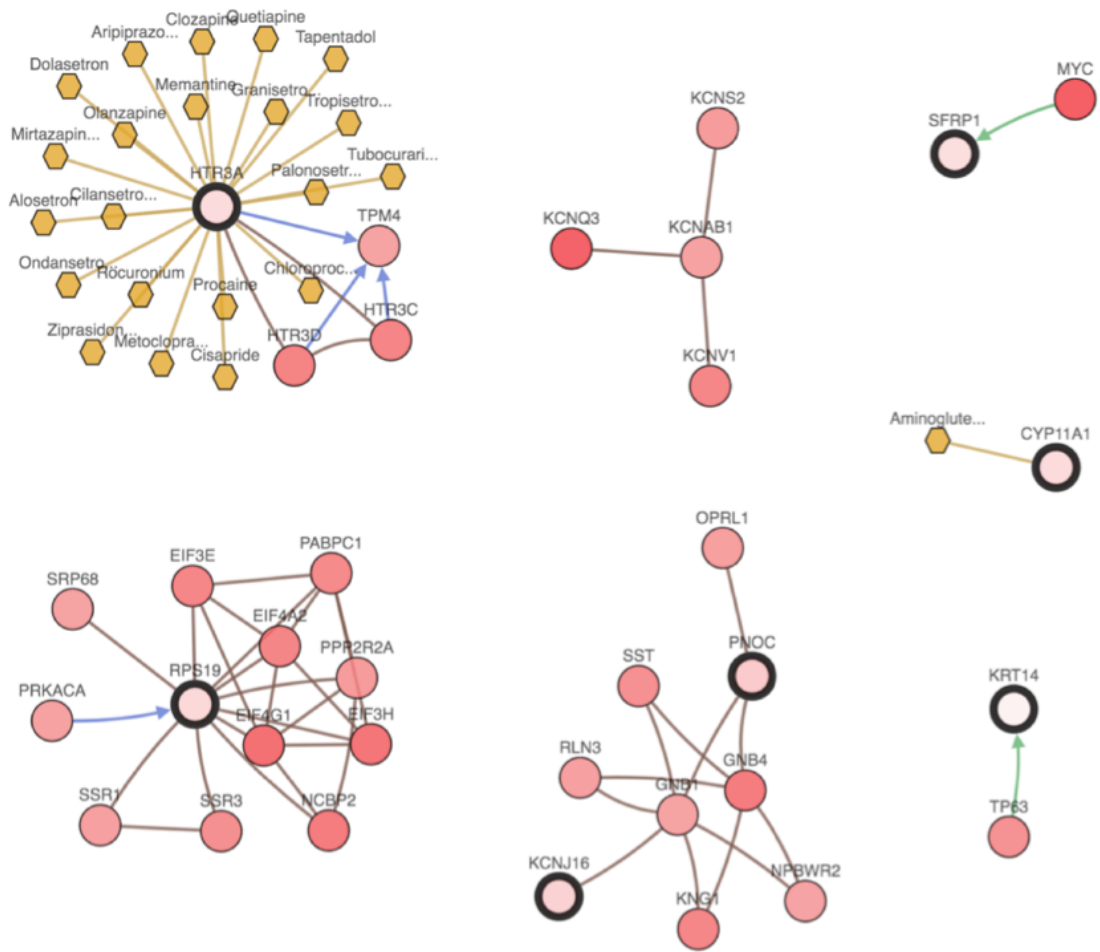 Clozapine
Quetiapine
Aripiprazo...
Tapentadol
Dolasetron
Memantine
Granisetro...
Tropisetro...
Olanzapine
Mirtazapin...
HTR3A
Palonosetr...
Tubocurari...
Alosetron
Cilansetro...
TPM4
Ondansetro...
Rocuronium
Procaine
Chloroproc...
HTR3C
Ziprasidon...
Metoclopra...
Cisapride
HTR3D
KCNS2
KCNQ3
KCNAB1
KCNV1
MYC
SFRP1
Aminoglute...
CYP11A1
EIF3E
PABPC1
SRP68
EIF4A2
PPP2R2A
RPS19
PRKACA
EIF4G1
EIF3H
SSR1
SSR3
NCBP2
OPRL1
PNOC
SST
RLN3
GNB1
GNB4
KCNJ16
KNG1
NPBWR2
KRT14
TP63